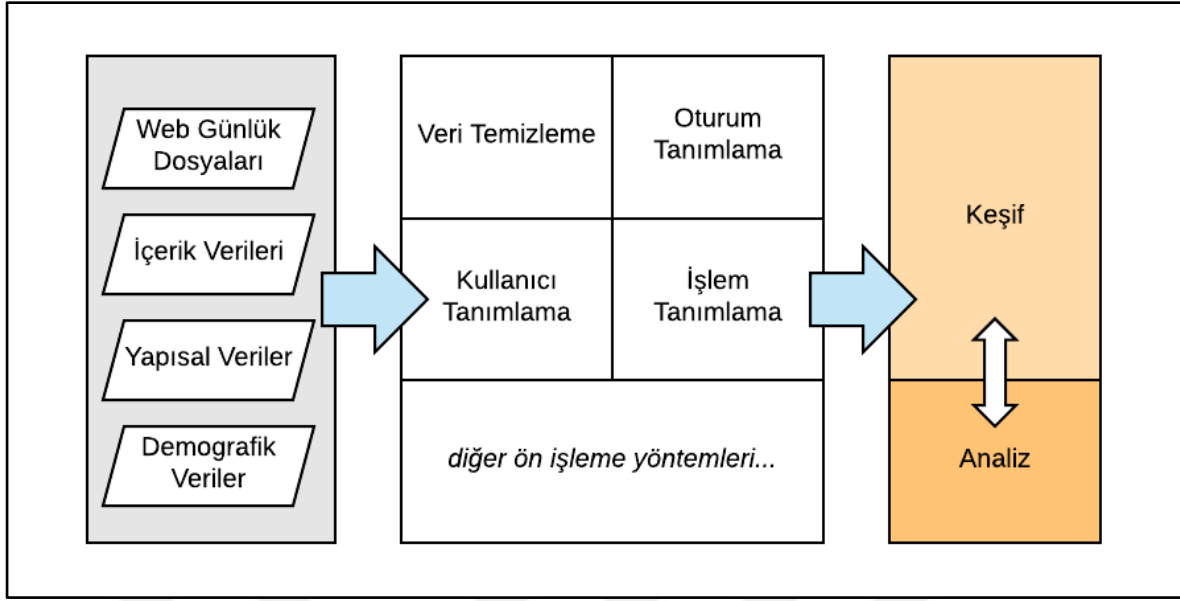 Web Günlük
Dosyaları
İçerik Verileri
Yapısal Veriler
Demografik
Veriler
Veri Temizleme
Oturum
Tanımlama
Kullanıcı
Tanımlama
İşlem
Tanımlama
diğer ön işleme yöntemleri...
Keşif
Analiz